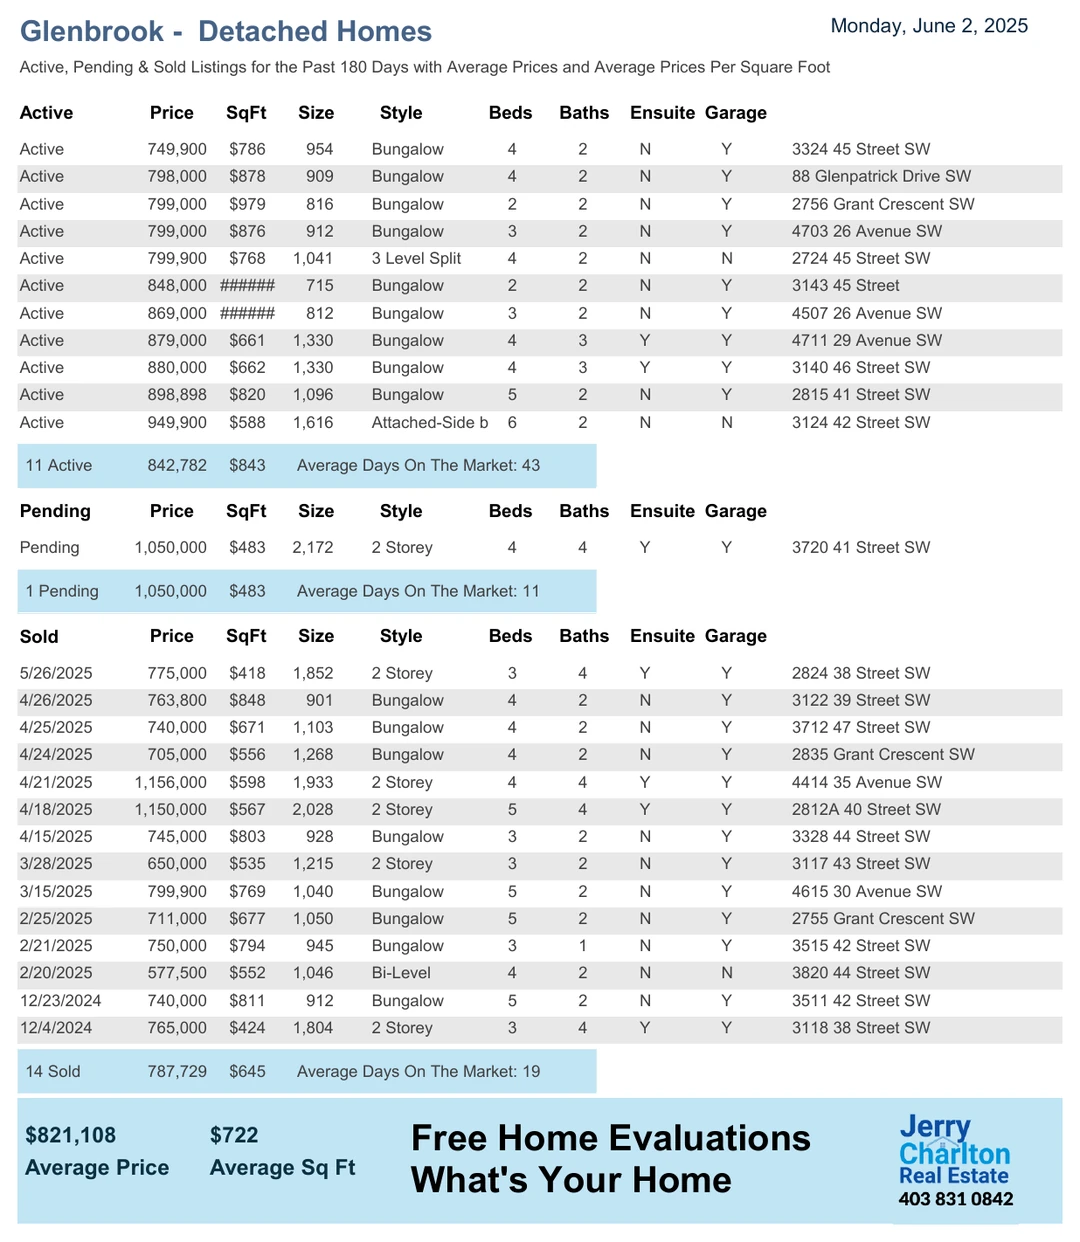 Glenbrook - Detached Homes
Monday, June 2, 2025
Active, Pending & Sold Listings for the Past 180 Days with Average Prices and Average Prices Per Square Foot
Active Price SqFt Size Style Beds Baths Ensuite Garage
Active 749,900 $786 954 Bungalow 4 2 N Y 3324 45 Street SW
Active 798,000 $878 909 Bungalow 4 2 N Y 88 Glenpatrick Drive SW
Active 799,000 $979 816 Bungalow 2 2 N Y 2756 Grant Crescent SW
Active 799,000 $876 912 Bungalow 3 2 N Y 4703 26 Avenue SW
Active 799,900 $768 1,041 3 Level Split 4 2 N N 2724 45 Street SW
Active 848,000 ###### 715 Bungalow 2 2 N Y 3143 45 Street
Active 869,000 ###### 812 Bungalow 3 2 N Y 4507 26 Avenue SW
Active 879,000 $661 1,330 Bungalow 4 3 Y Y 4711 29 Avenue SW
Active 880,000 $662 1,330 Bungalow 4 3 Y Y 3140 46 Street SW
Active 898,898 $820 1,096 Bungalow 5 2 N Y 2815 41 Street SW
Active 949,900 $588 1,616 Attached-Side b 6 2 N N 3124 42 Street SW
11 Active 842,782 $843 Average Days On The Market: 43
Pending Price SqFt Size Style Beds Baths Ensuite Garage
Pending 1,050,000 $483 2,172 2 Storey 4 4 Y Y 3720 41 Street SW
1 Pending 1,050,000 $483 Average Days On The Market: 11
Sold Price SqFt Size Style Beds Baths Ensuite Garage
5/26/2025 775,000 $418 1,852 2 Storey 3 4 Y Y 2824 38 Street SW
4/26/2025 763,800 $848 901 Bungalow 4 2 N Y 3122 39 Street SW
4/25/2025 740,000 $671 1,103 Bungalow 4 2 N Y 3712 47 Street SW
4/24/2025 705,000 $556 1,268 Bungalow 4 2 N Y 2835 Grant Crescent SW
4/21/2025 1,156,000 $598 1,933 2 Storey 4 4 Y Y 4414 35 Avenue SW
4/18/2025 1,150,000 $567 2,028 2 Storey 5 4 Y Y 2812A 40 Street SW
4/15/2025 745,000 $803 928 Bungalow 3 2 N Y 3328 44 Street SW
3/28/2025 650,000 $535 1,215 2 Storey 3 2 N Y 3117 43 Street SW
3/15/2025 799,900 $769 1,040 Bungalow 5 2 N Y 4615 30 Avenue SW
2/25/2025 711,000 $677 1,050 Bungalow 5 2 N Y 2755 Grant Crescent SW
2/21/2025 750,000 $794 945 Bungalow 3 1 N Y 3515 42 Street SW
2/20/2025 577,500 $552 1,046 Bi-Level 4 2 N N 3820 44 Street SW
12/23/2024 740,000 $811 912 Bungalow 5 2 N Y 3511 42 Street SW
12/4/2024 765,000 $424 1,804 2 Storey 3 4 Y Y 3118 38 Street SW
14 Sold 787,729 $645 Average Days On The Market: 19
$821,108 $722
Average Price Average Sq Ft
Free Home Evaluations
What's Your Home
Jerry
Charlton
Real Estate
403 831 0842